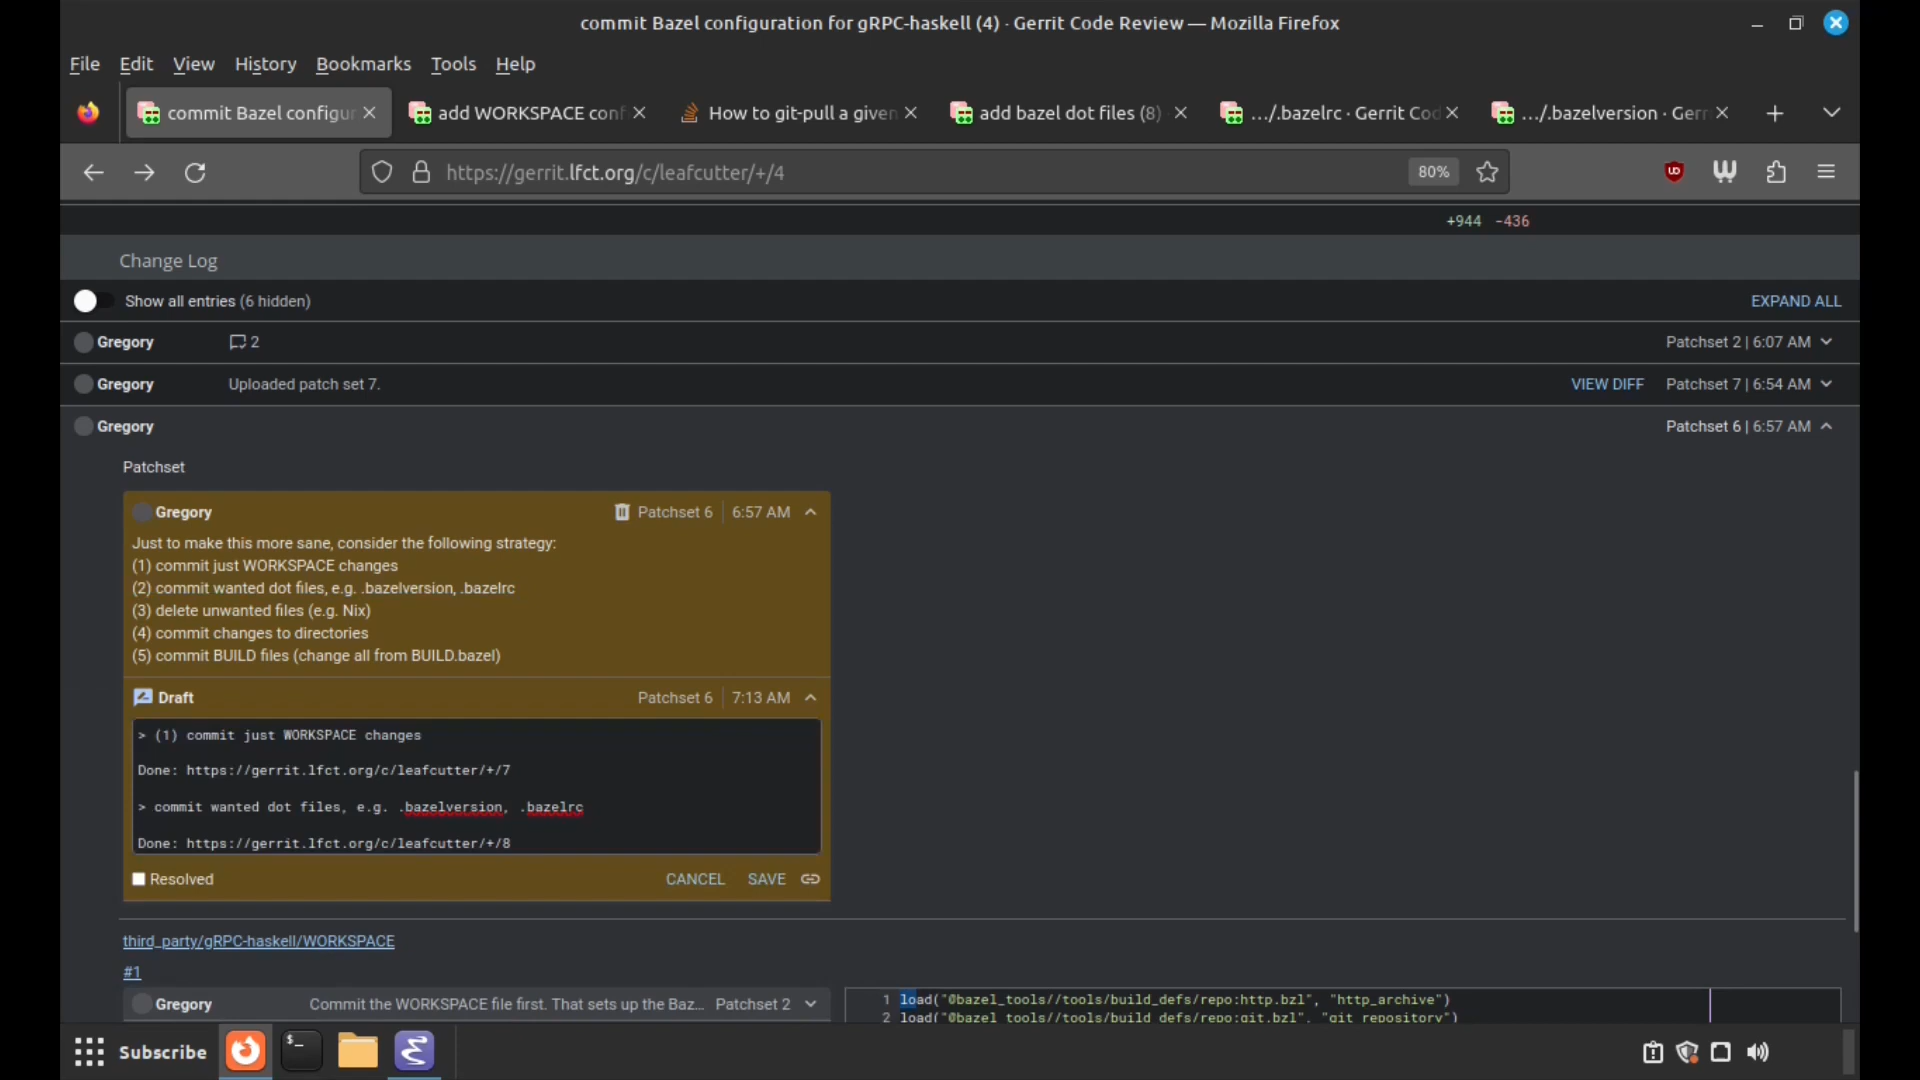 commit Bazel configuration for gRPC-haskell (4) · Gerrit Code Review — Mozilla Firefox
File Edit View History Bookmarks Tools Help
commit Bazel configur
add WORKSPACE conf
How to git-pull a given
add bazel dot files (8)
.../.bazelrc · Gerrit Cod
.../.bazelversion · Gerr
https://gerrit.lfct.org/c/leafcutter/+/4
80%
+944 −436
Change Log
Show all entries (6 hidden)
EXPAND ALL
Gregory 2 Patchset 2 | 6:07 AM
Gregory Uploaded patch set 7. VIEW DIFF Patchset 7 | 6:54 AM
Gregory Patchset 6 | 6:57 AM
Patchset
Gregory Patchset 6 6:57 AM
Just to make this more sane, consider the following strategy:
(1) commit just WORKSPACE changes
(2) commit wanted dot files, e.g. .bazelversion, .bazelrc
(3) delete unwanted files (e.g. Nix)
(4) commit changes to directories
(5) commit BUILD files (change all from BUILD.bazel)
Draft Patchset 6 7:13 AM
> (1) commit just WORKSPACE changes
Done: https://gerrit.lfct.org/c/leafcutter/+/7
> commit wanted dot files, e.g. .bazelversion, .bazelrc
Done: https://gerrit.lfct.org/c/leafcutter/+/8
Resolved CANCEL SAVE
third_party/gRPC-haskell/WORKSPACE
#1
Gregory Commit the WORKSPACE file first. That sets up the Baz... Patchset 2
1 load("@bazel_tools//tools/build_defs/repo:http.bzl", "http_archive")
2 load("@bazel_tools//tools/build_defs/repo:git.bzl", "git_repository")
Subscribe